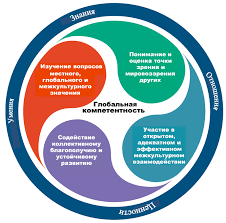 Знания
Понимание и
оценка точки
зрения и
мировоззрения
других
Изучение вопросов
местного,
глобального и
межкультурного
значения
Отношение
Умения
Глобальная
компетентность
Содействие
коллективному
благополучию и
устойчивому
развитию
Участие в
открытом,
адекватном и
эффективном
межкультурном
взаимодействии
Ценности